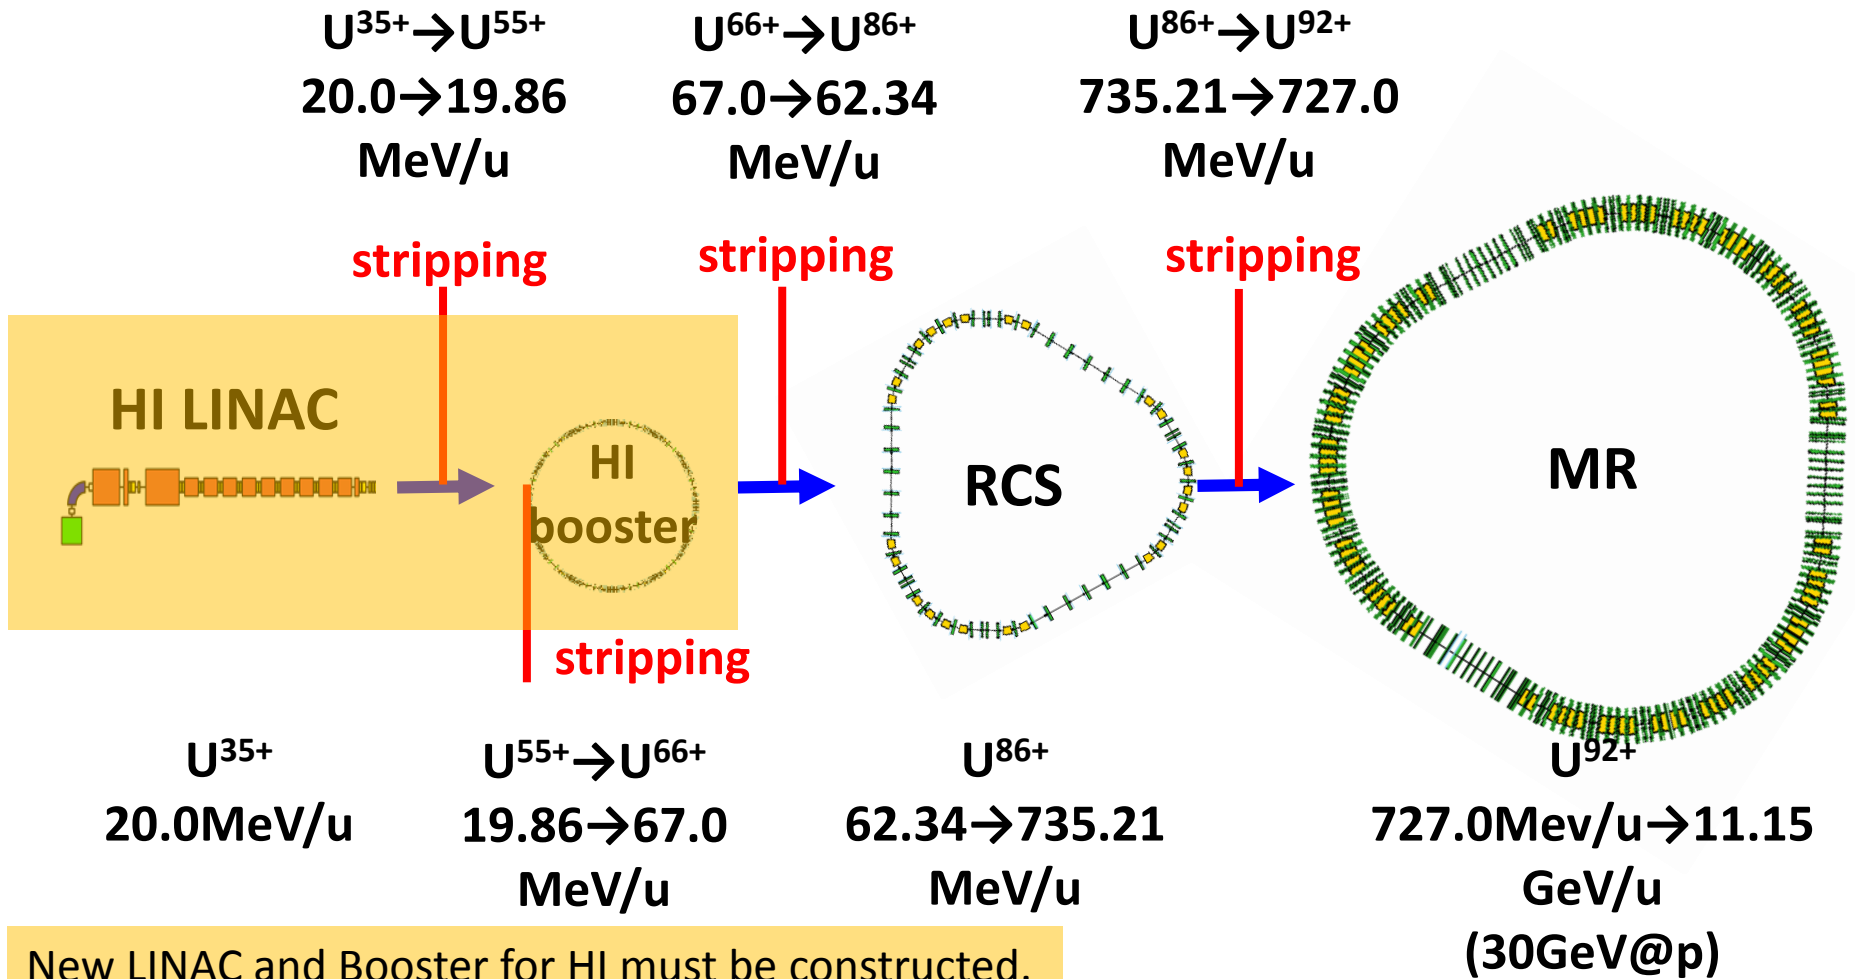 U³⁵⁺→U⁵⁵⁺
20.0→19.86
MeV/u
U⁶⁶⁺→U⁸⁶⁺
67.0→62.34
MeV/u
U⁸⁶⁺→U⁹²⁺
735.21→727.0
MeV/u
stripping
stripping
stripping
HI LINAC
HI
booster
RCS
MR
stripping
U³⁵⁺
20.0MeV/u
U⁵⁵⁺→U⁶⁶⁺
19.86→67.0
MeV/u
U⁸⁶⁺
62.34→735.21
MeV/u
U⁹²⁺
727.0Mev/u→11.15
GeV/u
(30GeV@p)
New LINAC and Booster for HI must be constructed.